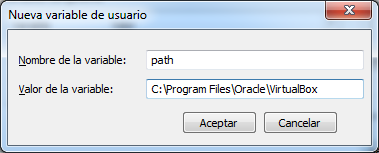 Nueva variable de usuario
Nombre de la variable: path
Valor de la variable: C:\Program Files\Oracle\VirtualBox
Aceptar Cancelar